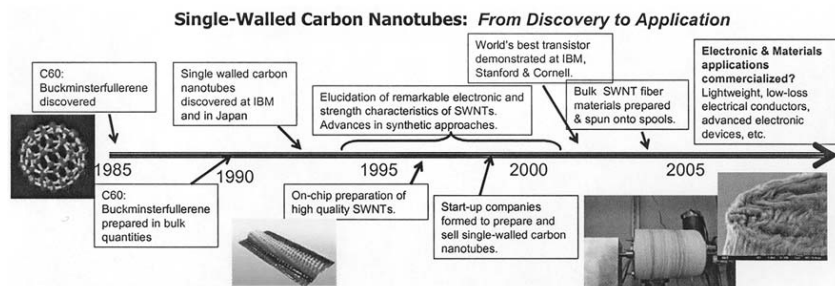 Single-Walled Carbon Nanotubes: From Discovery to Application
C60:
Buckminsterfullerene
discovered
Single walled carbon
nanotubes
discovered at IBM
and in Japan
Elucidation of remarkable electronic and
strength characteristics of SWNTs.
Advances in synthetic approaches.
World's best transistor
demonstrated at IBM,
Stanford & Cornell.
Bulk SWNT fiber
materials prepared
& spun onto spools.
Electronic & Materials
applications
commercialized?
Lightweight, low-loss
electrical conductors,
advanced electronic
devices, etc.
1985
1990
1995
2000
2005
C60:
Buckminsterfullerene
prepared in bulk
quantities
On-chip preparation of
high quality SWNTs.
Start-up companies
formed to prepare and
sell single-walled carbon
nanotubes.